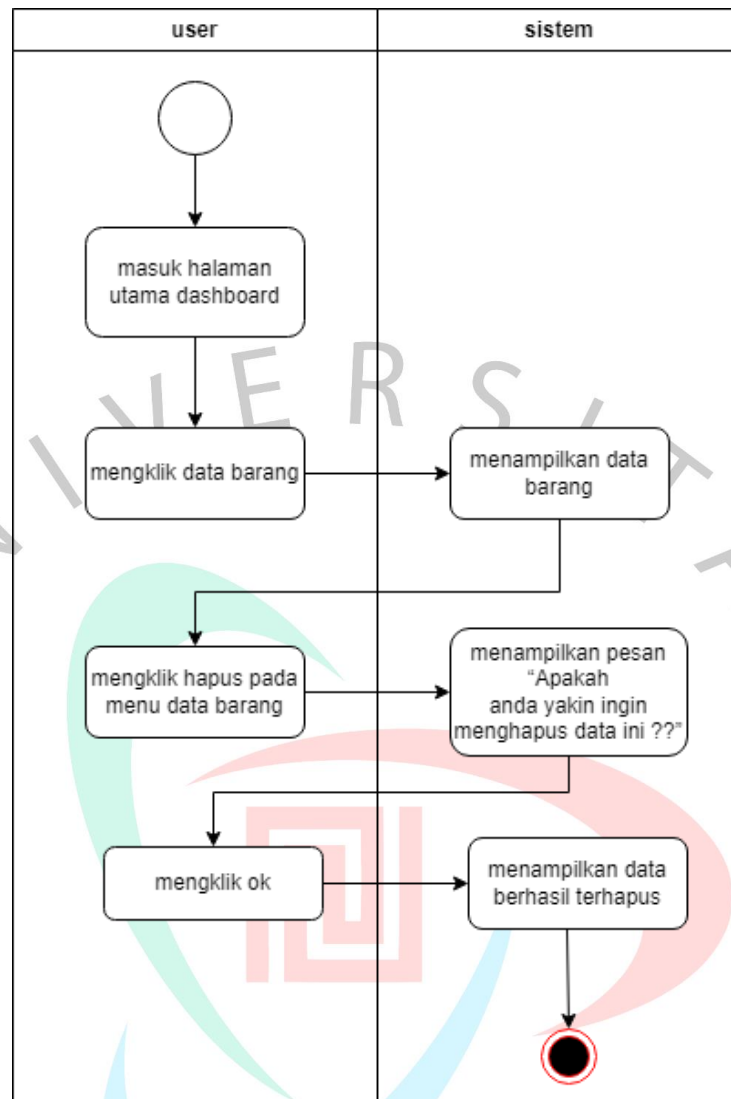 user
sistem
masuk halaman
utama dashboard
mengklik data barang
menampilkan data
barang
mengklik hapus pada
menu data barang
menampilkan pesan
“Apakah
anda yakin ingin
menghapus data ini ??”
mengklik ok
menampilkan data
berhasil terhapus
NIVERSITA